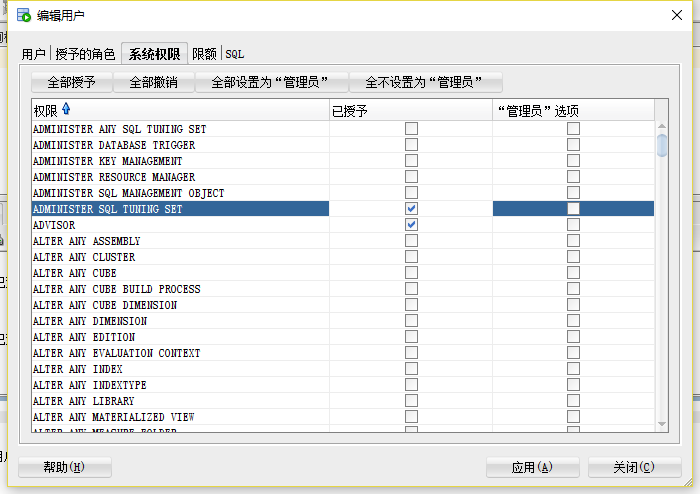 编辑用户
用户 授予的角色 系统权限 限额 SQL
全部授予 全部撤销 全部设置为“管理员” 全不设置为“管理员”
权限 已授予 “管理员”选项
ADMINISTER ANY SQL TUNING SET
ADMINISTER DATABASE TRIGGER
ADMINISTER KEY MANAGEMENT
ADMINISTER RESOURCE MANAGER
ADMINISTER SQL MANAGEMENT OBJECT
ADMINISTER SQL TUNING SET
ADVISOR
ALTER ANY ASSEMBLY
ALTER ANY CLUSTER
ALTER ANY CUBE
ALTER ANY CUBE BUILD PROCESS
ALTER ANY CUBE DIMENSION
ALTER ANY DIMENSION
ALTER ANY EDITION
ALTER ANY EVALUATION CONTEXT
ALTER ANY INDEX
ALTER ANY INDEXTYPE
ALTER ANY LIBRARY
ALTER ANY MATERIALIZED VIEW
ALTER ANY MEASURE FOLDER
帮助(H) 应用(A) 关闭(C)